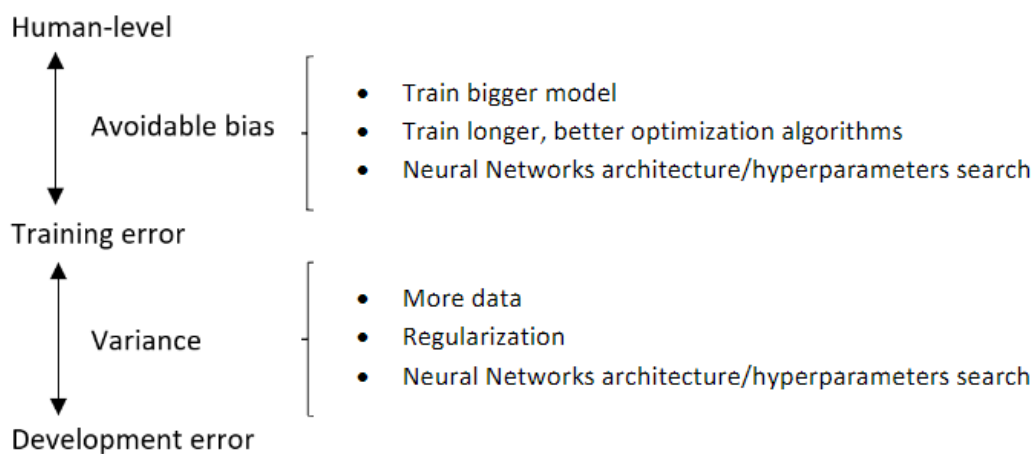 Human-level
Avoidable bias
• Train bigger model
• Train longer, better optimization algorithms
• Neural Networks architecture/hyperparameters search
Training error
Variance
• More data
• Regularization
• Neural Networks architecture/hyperparameters search
Development error